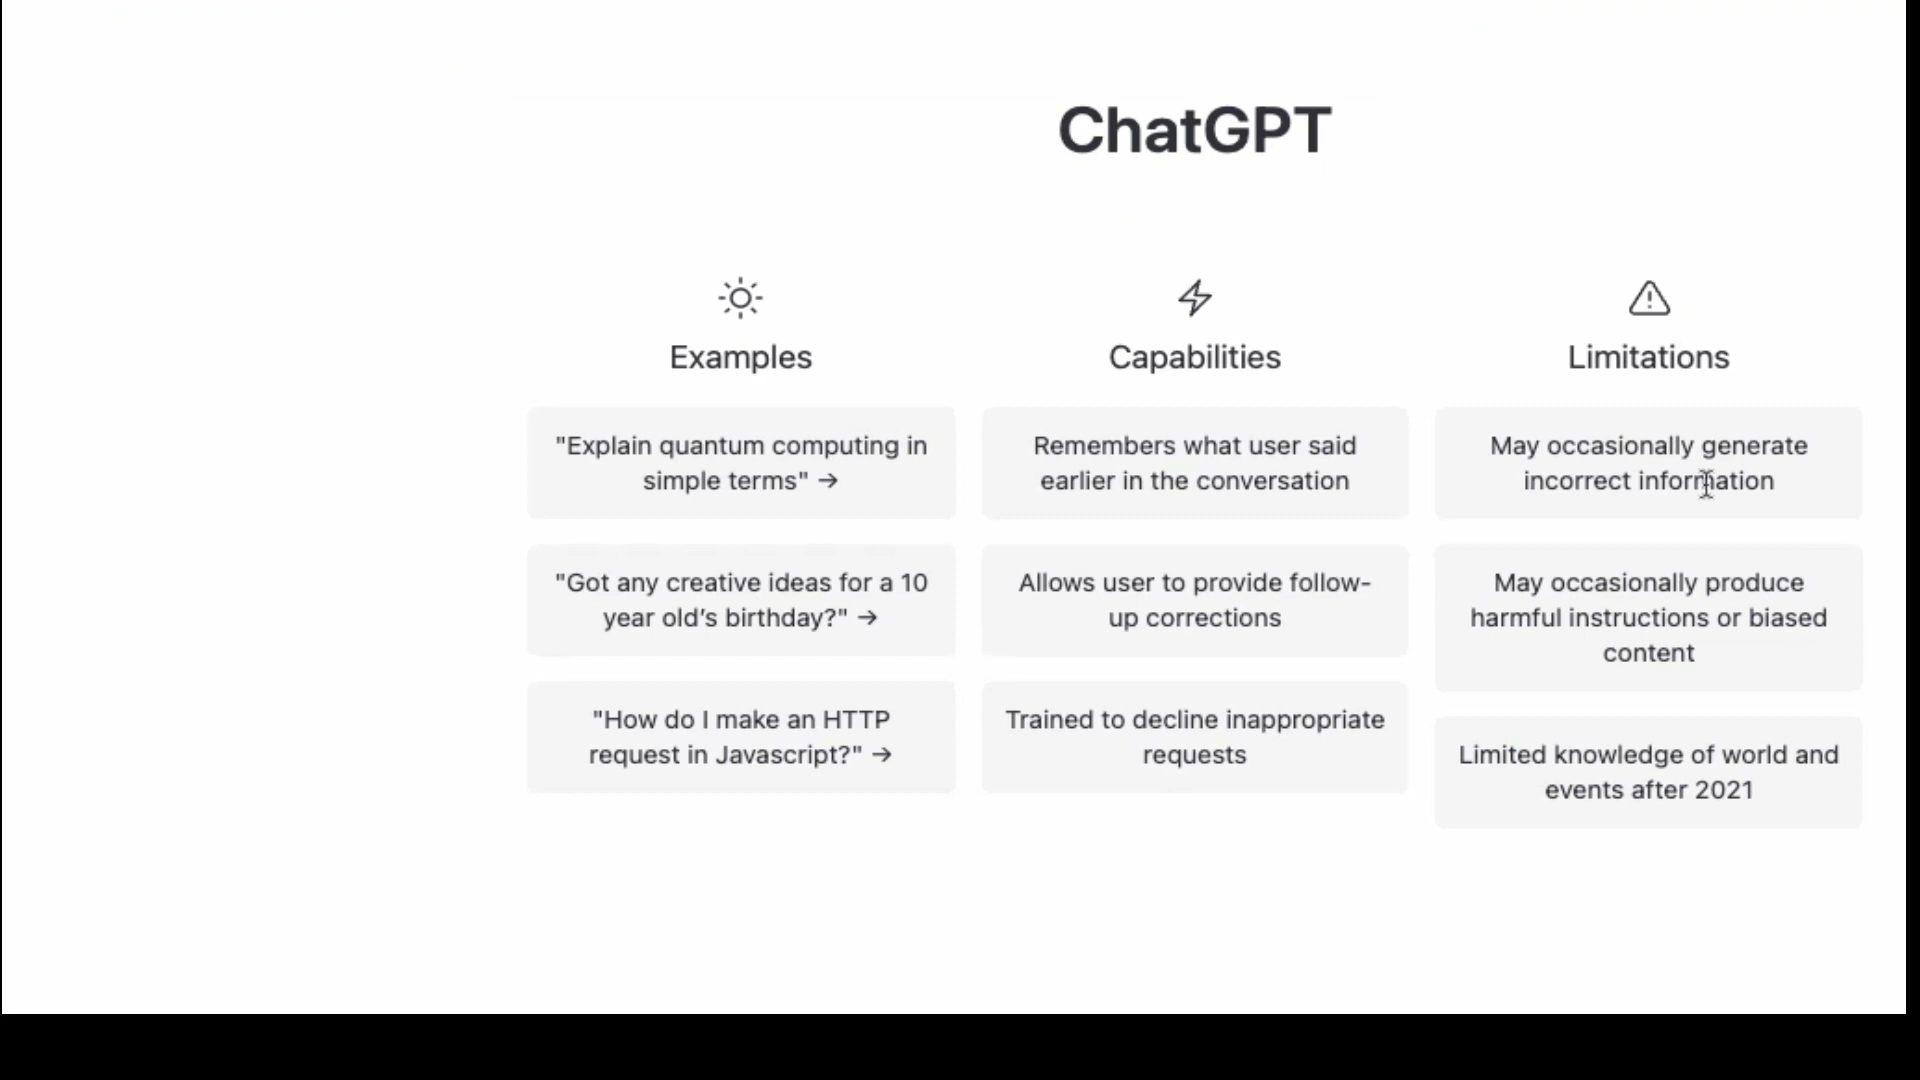 ChatGPT
Examples
"Explain quantum computing in
simple terms" →
"Got any creative ideas for a 10
year old’s birthday?" →
"How do I make an HTTP
request in Javascript?" →
Capabilities
Remembers what user said
earlier in the conversation
Allows user to provide follow-
up corrections
Trained to decline inappropriate
requests
Limitations
May occasionally generate
incorrect information
May occasionally produce
harmful instructions or biased
content
Limited knowledge of world and
events after 2021